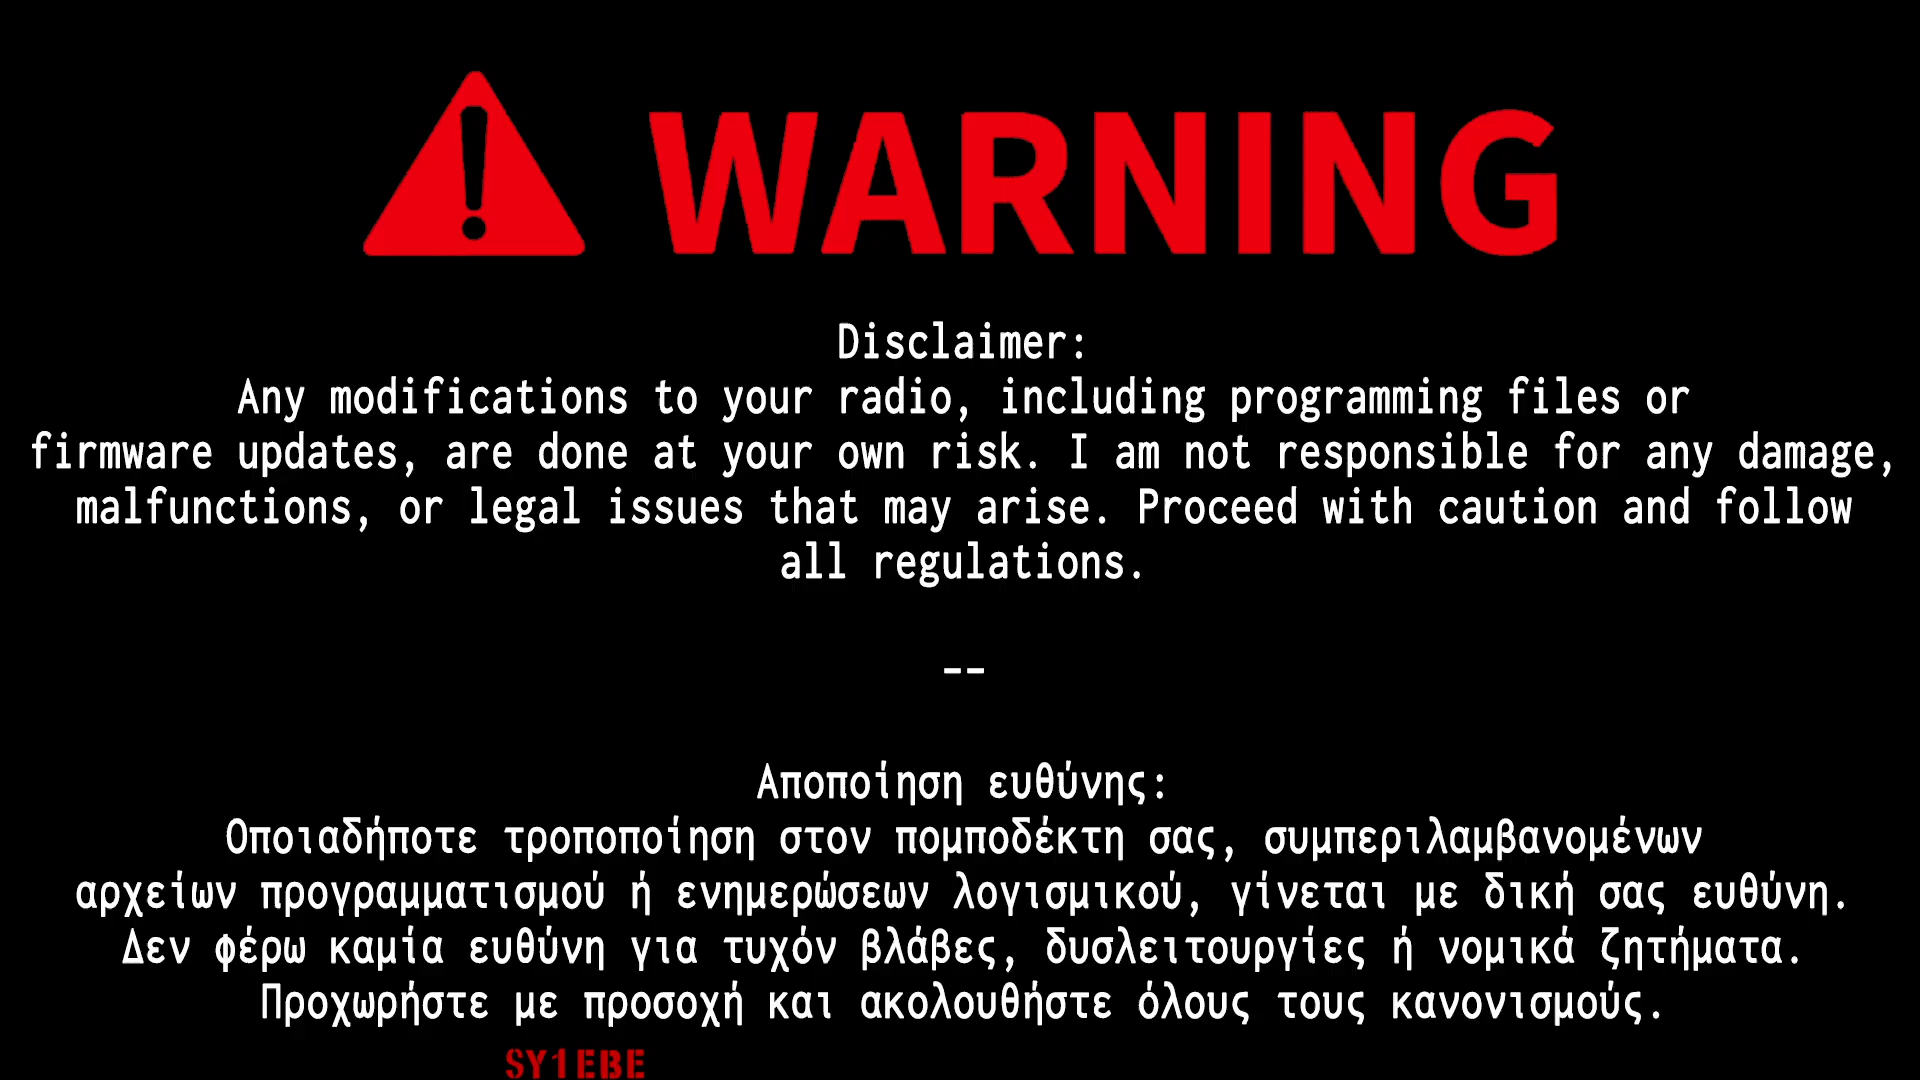 WARNING
Disclaimer:
Any modifications to your radio, including programming files or
firmware updates, are done at your own risk. I am not responsible for any damage,
malfunctions, or legal issues that may arise. Proceed with caution and follow
all regulations.
--
Αποποίηση ευθύνης:
Οποιαδήποτε τροποποίηση στον πομποδέκτη σας, συμπεριλαμβανομένων
αρχείων προγραμματισμού ή ενημερώσεων λογισμικού, γίνεται με δική σας ευθύνη.
Δεν φέρω καμία ευθύνη για τυχόν βλάβες, δυσλειτουργίες ή νομικά ζητήματα.
Προχωρήστε με προσοχή και ακολουθήστε όλους τους κανονισμούς.
SY1EBE